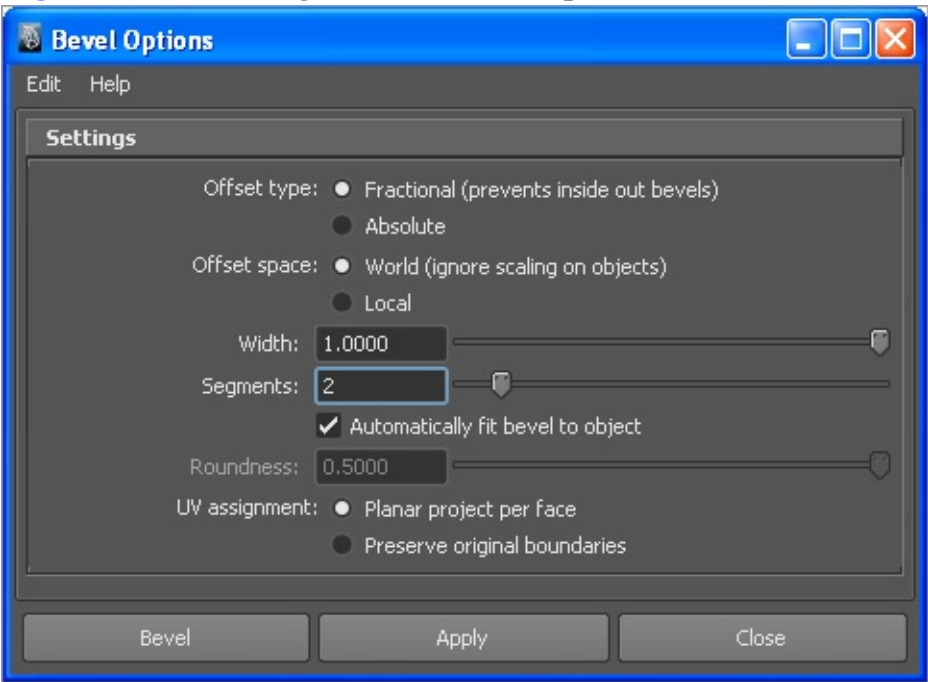 Bevel Options
Edit Help
Settings
Offset type: Fractional (prevents inside out bevels)
Absolute
Offset space: World (ignore scaling on objects)
Local
Width: 1.0000
Segments: 2
Automatically fit bevel to object
Roundness: 0.5000
UV assignment: Planar project per face
Preserve original boundaries
Bevel Apply Close